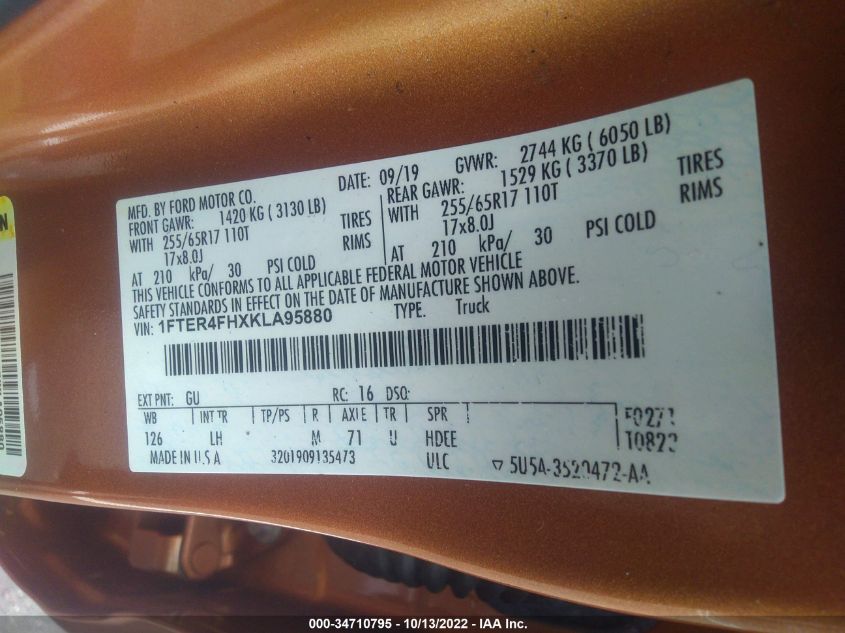 MFD. BY FORD MOTOR CO.
DATE: 09/19 GVWR: 2744 KG ( 6050 LB)
FRONT GAWR: 1420 KG ( 3130 LB)
REAR GAWR: 1529 KG ( 3370 LB)
WITH 255/65R17 110T TIRES
WITH 255/65R17 110T TIRES
17x8.0J RIMS
17x8.0J RIMS
AT 210 kPa/ 30 PSI COLD
AT 210 kPa/ 30 PSI COLD
THIS VEHICLE CONFORMS TO ALL APPLICABLE FEDERAL MOTOR VEHICLE
SAFETY STANDARDS IN EFFECT ON THE DATE OF MANUFACTURE SHOWN ABOVE.
VIN: 1FTER4FHXKLA95880 TYPE: Truck
EXT PNT: GU RC: 16 DSO:
WB INT TR TP/PS R AXLE TR SPR
126 LH M 71 U HDEE
MADE IN U.S.A 3201909135473 ULC
000-34710795 - 10/13/2022 - IAA Inc.